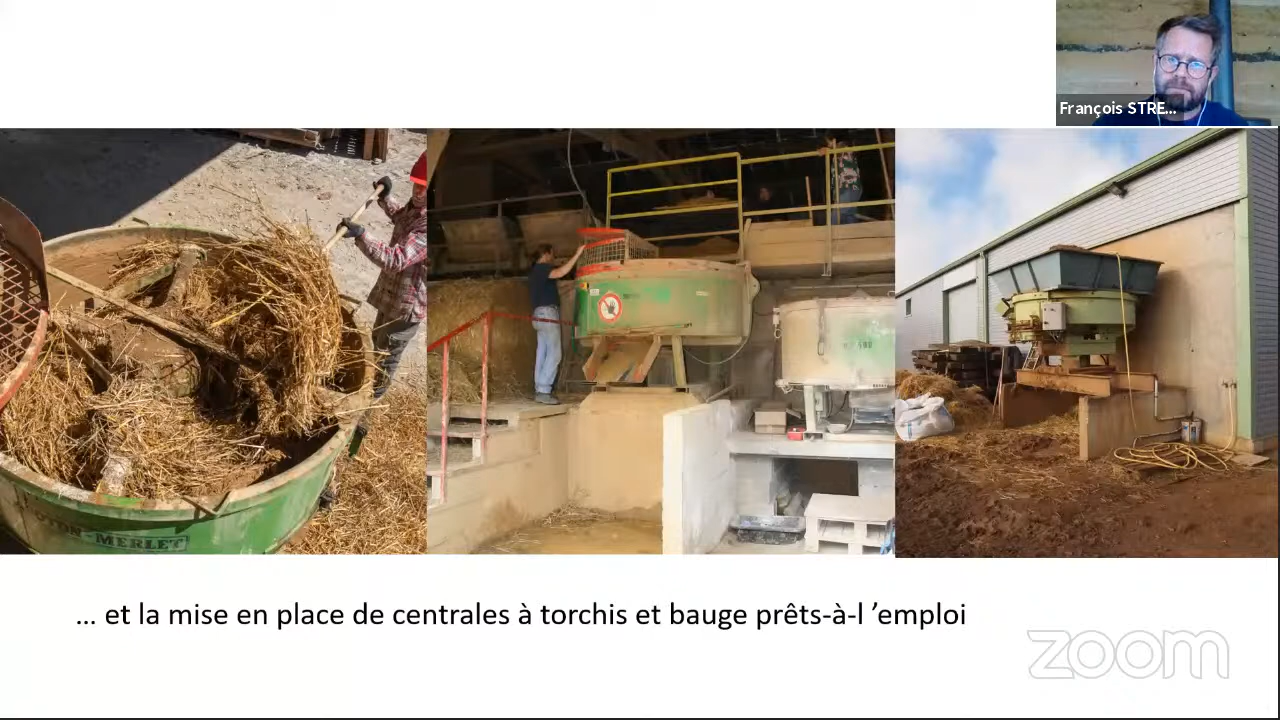 François STRE...
... et la mise en place de centrales à torchis et bauge prêts-à-l ’emploi
zoom